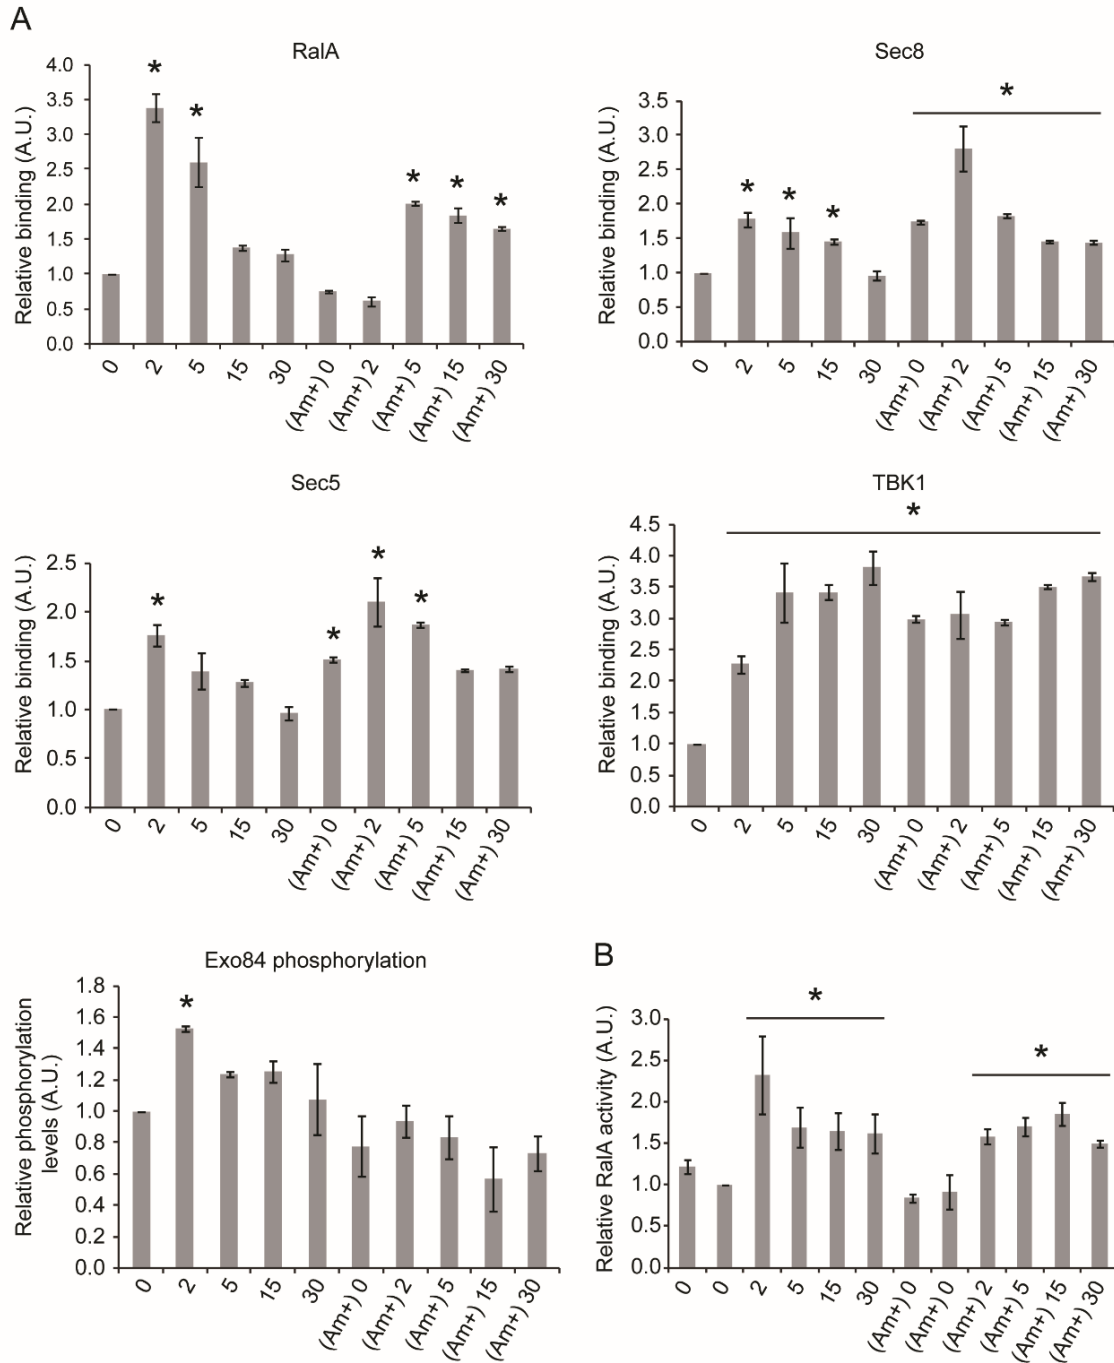 A
RalA
Relative binding (A.U.)
4.0
3.5
3.0
2.5
2.0
1.5
1.0
0.5
0.0
* * * * *
0 2 5 15 30 (Am+) 0 (Am+) 2 (Am+) 5 (Am+) 15 (Am+) 30
Sec8
Relative binding (A.U.)
3.5
3.0
2.5
2.0
1.5
1.0
0.5
0.0
* * * *
0 2 5 15 30 (Am+) 0 (Am+) 2 (Am+) 5 (Am+) 15 (Am+) 30
Sec5
Relative binding (A.U.)
2.5
2.0
1.5
1.0
0.5
0.0
* * * *
0 2 5 15 30 (Am+) 0 (Am+) 2 (Am+) 5 (Am+) 15 (Am+) 30
TBK1
Relative binding (A.U.)
4.5
4.0
3.5
3.0
2.5
2.0
1.5
1.0
0.5
0.0
*
0 2 5 15 30 (Am+) 0 (Am+) 2 (Am+) 5 (Am+) 15 (Am+) 30
Exo84 phosphorylation
Relative phosphorylation
levels (A.U.)
1.8
1.6
1.4
1.2
1.0
0.8
0.6
0.4
0.2
0.0
*
0 2 5 15 30 (Am+) 0 (Am+) 2 (Am+) 5 (Am+) 15 (Am+) 30
B
Relative RalA activity (A.U.)
3.0
2.5
2.0
1.5
1.0
0.5
0.0
* *
0 0 2 5 15 30 (Am+) 0 (Am+) 0 (Am+) 2 (Am+) 5 (Am+) 15 (Am+) 30